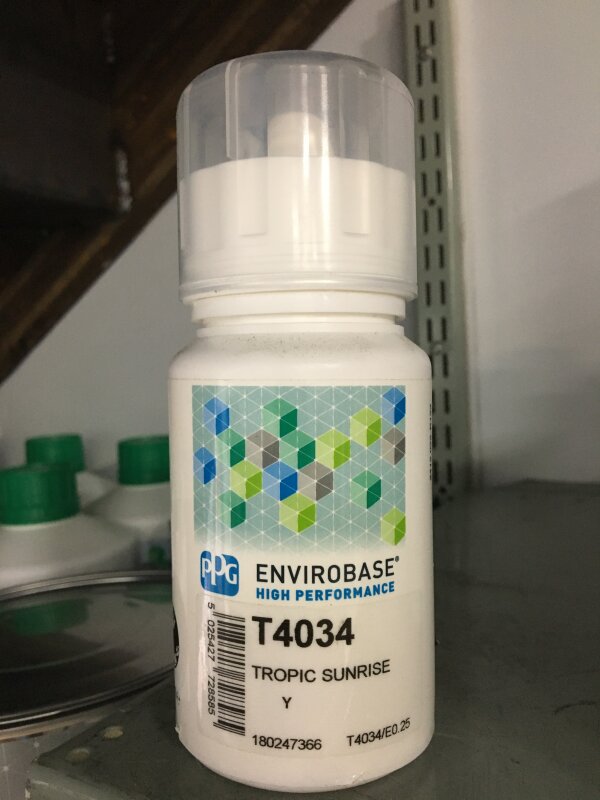 PPG
ENVIROBASE®
HIGH PERFORMANCE
T4034
TROPIC SUNRISE
Y
180247366 T4034/E0.25
5 025427 728585